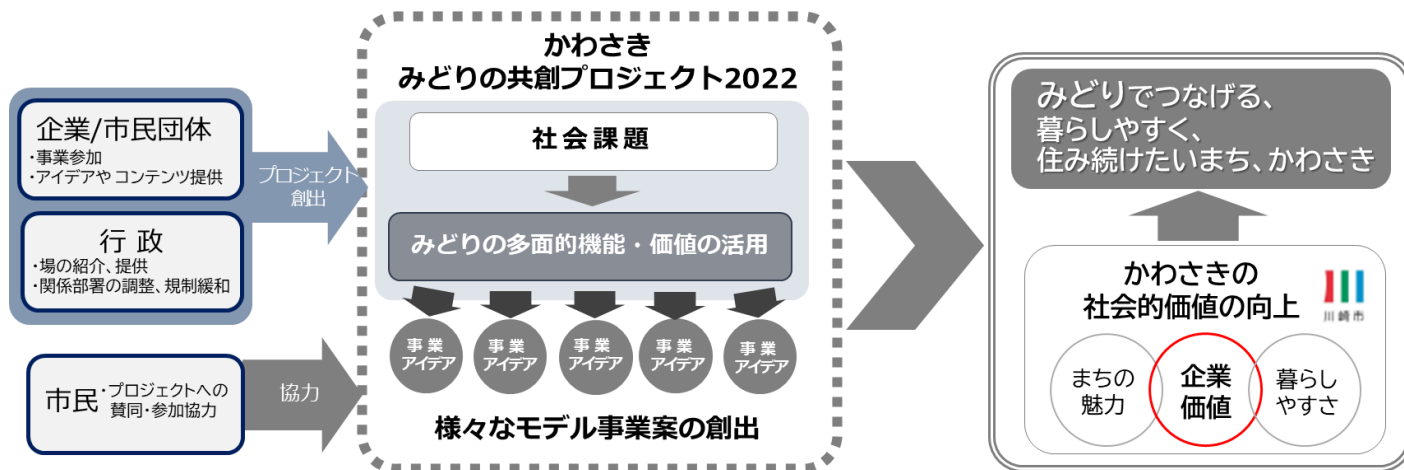 企業/市民団体
・事業参加
・アイデアや コンテンツ提供
行 政
・場の紹介、提供
・関係部署の調整、規制緩和
プロジェクト
創出
市民
・プロジェクトへの
賛同・参加協力
協力
かわさき
みどりの共創プロジェクト2022
社会課題
みどりの多面的機能・価値の活用
事業
アイデア
事業
アイデア
事業
アイデア
事業
アイデア
事業
アイデア
様々なモデル事業案の創出
みどりでつなげる、
暮らしやすく、
住み続けたいまち、かわさき
かわさきの
社会的価値の向上
川崎市
まちの
魅力
企業
価値
暮らし
やすさ